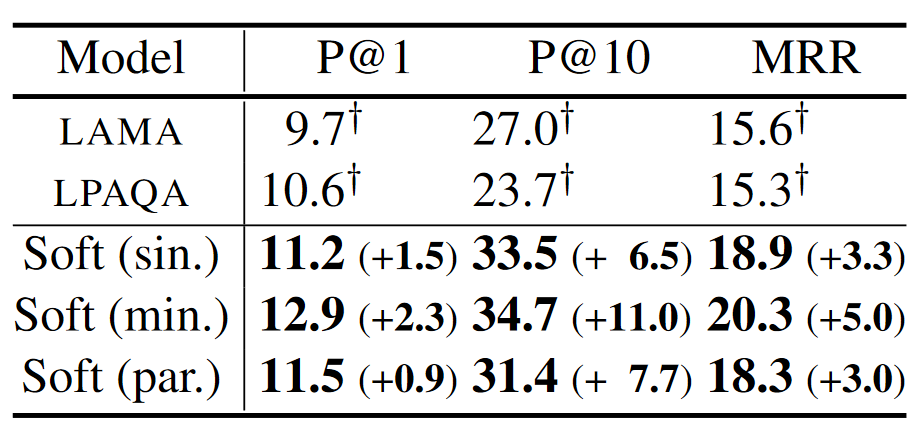 Model P@1 P@10 MRR
LAMA 9.7† 27.0† 15.6†
LPAQA 10.6† 23.7† 15.3†
Soft (sin.) 11.2 (+1.5) 33.5 (+ 6.5) 18.9 (+3.3)
Soft (min.) 12.9 (+2.3) 34.7 (+11.0) 20.3 (+5.0)
Soft (par.) 11.5 (+0.9) 31.4 (+ 7.7) 18.3 (+3.0)